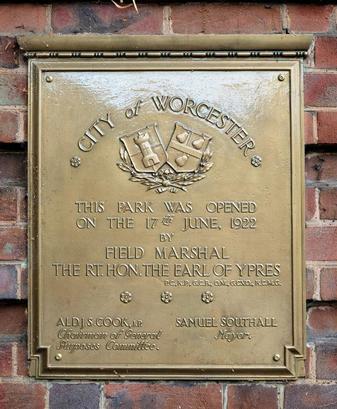 CITY of WORCESTER
THIS PARK WAS OPENED
ON THE 17th JUNE, 1922
BY
FIELD MARSHAL
THE RT. HON. THE EARL OF YPRES
P.C., K.P., G.C.B., O.M., G.C.V.O., K.C.M.G.
ALD J. S. COOK, J.P. SAMUEL SOUTHALL
Chairman of General Mayor.
Purposes Committee.